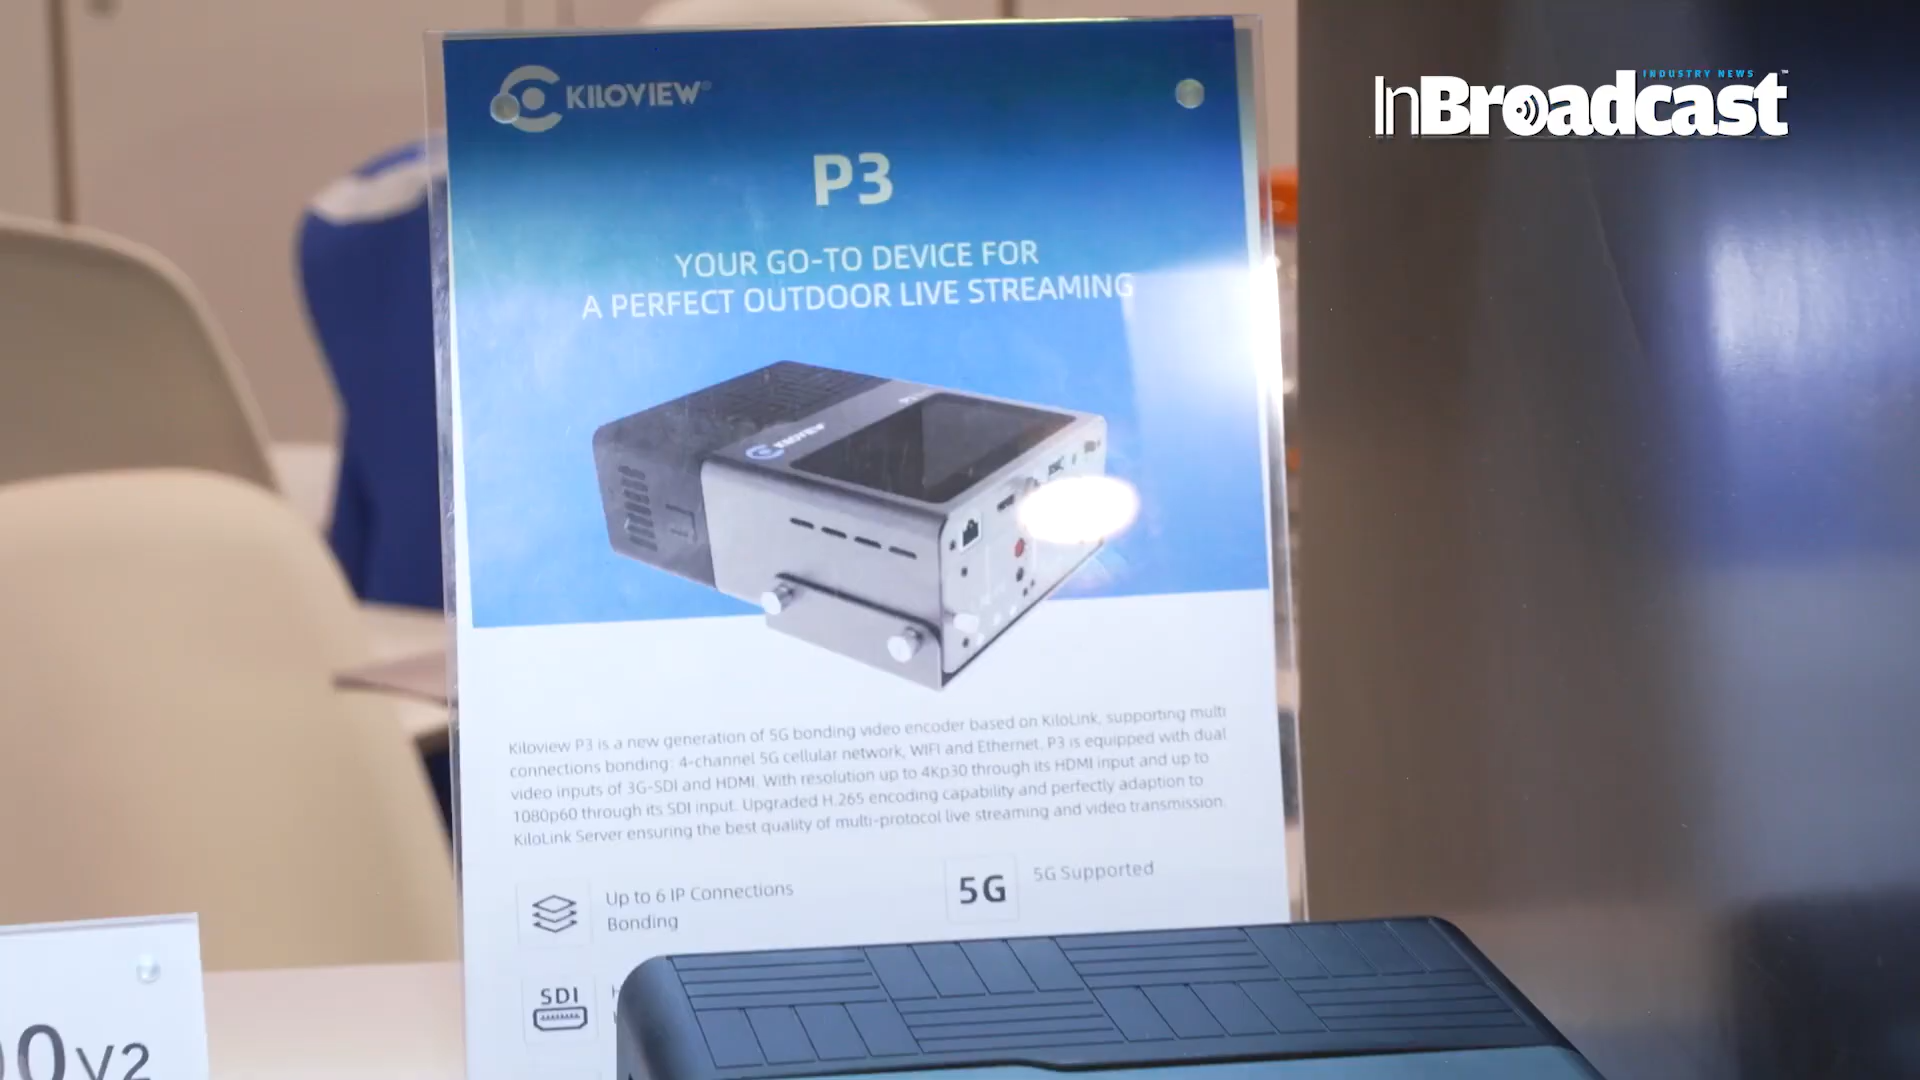 KILOVIEW®
INDUSTRY NEWS
InBroadcast™
P3
YOUR GO-TO DEVICE FOR
A PERFECT OUTDOOR LIVE STREAMING
KILOVIEW
Kiloview P3 is a new generation of 5G bonding video encoder based on KiloLink, supporting multi
connections bonding: 4-channel 5G cellular network, WIFI and Ethernet. P3 is equipped with dual
video inputs of 3G-SDI and HDMI. With resolution up to 4Kp30 through its HDMI input and up to
1080p60 through its SDI input. Upgraded H.265 encoding capability and perfectly adaption to
KiloLink Server ensuring the best quality of multi-protocol live streaming and video transmission.
Up to 6 IP Connections
Bonding
5G
5G Supported
SDI
0V2